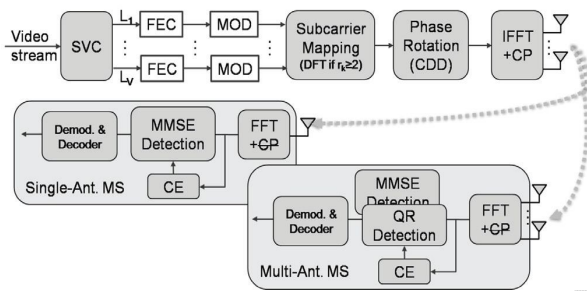 Video
stream
SVC
L1
FEC
MOD
Lv
FEC
MOD
Subcarrier
Mapping
(DFT if rk≥2)
Phase
Rotation
(CDD)
IFFT
+CP
Demod. &
Decoder
MMSE
Detection
FFT
+CP
CE
Single-Ant. MS
MMSE
Detection
Demod. &
Decoder
QR
Detection
FFT
+CP
CE
Multi-Ant. MS